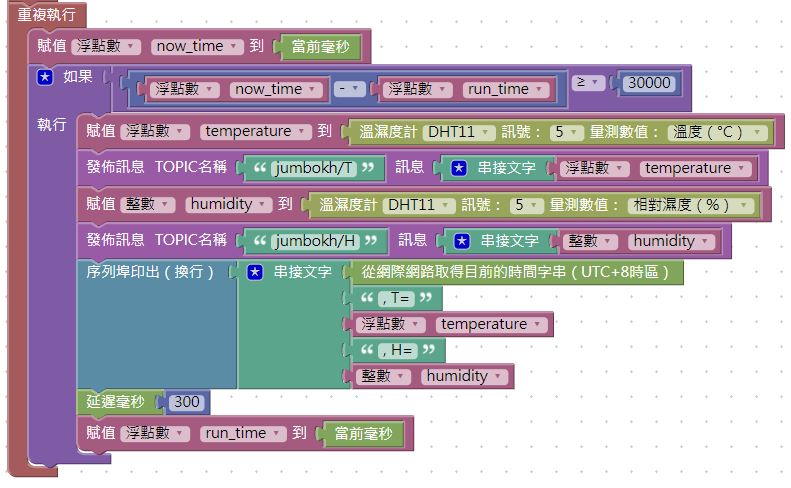 重複執行
賦值 浮點數 now_time 到 當前毫秒
如果 浮點數 now_time - 浮點數 run_time ≥ 30000
執行 賦值 浮點數 temperature 到 溫濕度計 DHT11 訊號： 5 量測數值： 溫度（℃）
發佈訊息 TOPIC名稱 “ jumbokh/T ” 訊息 串接文字 浮點數 temperature
賦值 整數 humidity 到 溫濕度計 DHT11 訊號： 5 量測數值： 相對濕度（%）
發佈訊息 TOPIC名稱 “ jumbokh/H ” 訊息 串接文字 整數 humidity
序列埠印出（換行） 串接文字 從網際網路取得目前的時間字串（UTC+8時區）
“ , T= ”
浮點數 temperature
“ , H= ”
整數 humidity
延遲毫秒 300
賦值 浮點數 run_time 到 當前毫秒